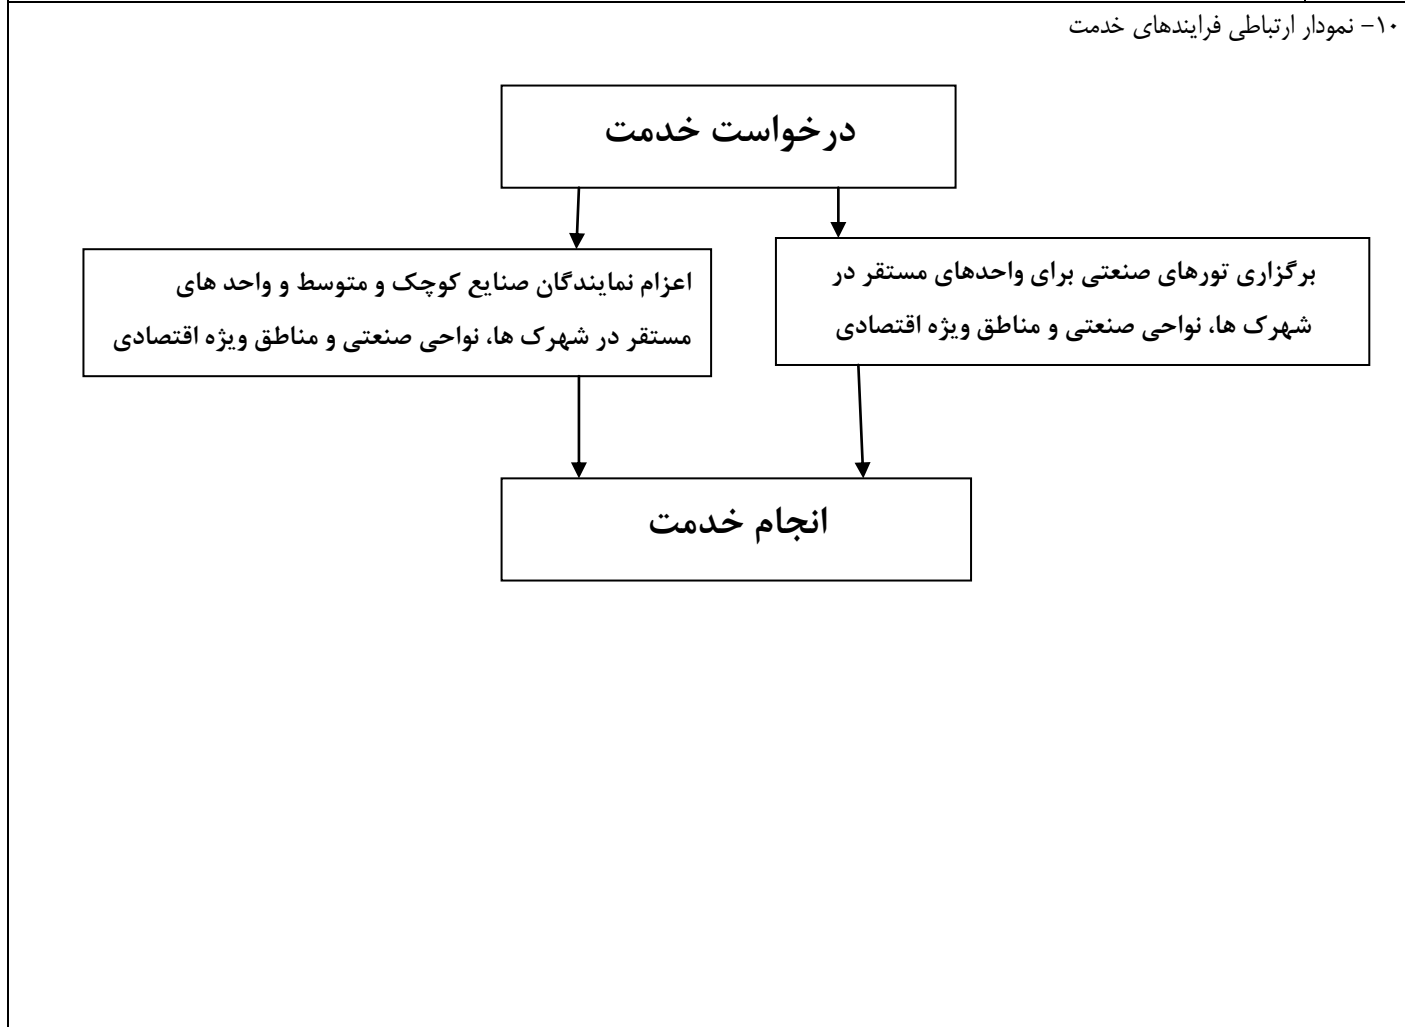 ۱۰- نمودار ارتباطی فرایندهای خدمت
درخواست خدمت
برگزاری تورهای صنعتی برای واحدهای مستقر در
شهرک ها، نواحی صنعتی و مناطق ویژه اقتصادی
اعزام نمایندگان صنایع کوچک و متوسط و واحد های
مستقر در شهرک ها، نواحی صنعتی و مناطق ویژه اقتصادی
انجام خدمت